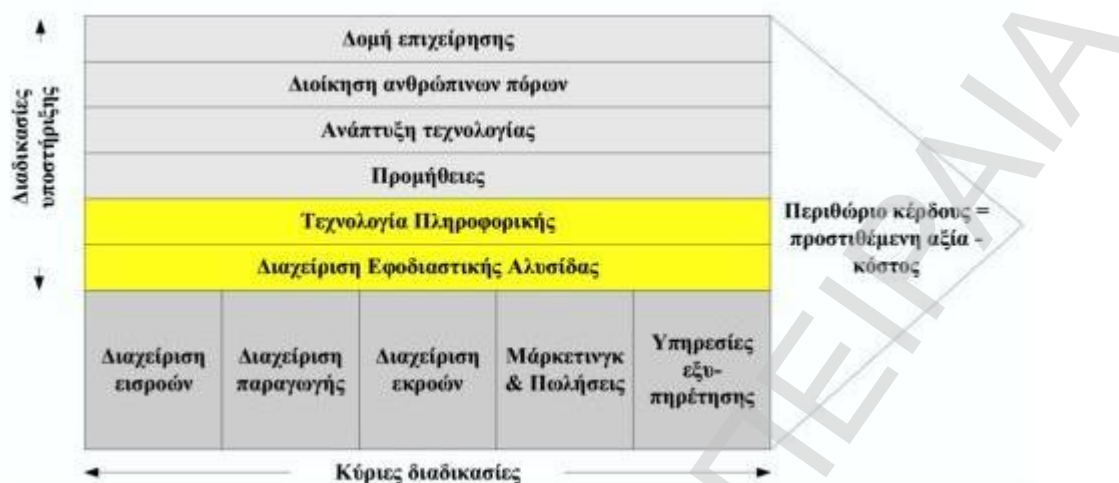 Δομή επιχείρησης
Διοίκηση ανθρώπινων πόρων
Ανάπτυξη τεχνολογίας
Προμήθειες
Τεχνολογία Πληροφορικής
Διαχείριση Εφοδιαστικής Αλυσίδας
Διαδικασίες
υποστήριξης
Περιθώριο κέρδους =
προστιθέμενη αξία -
κόστος
Διαχείριση
εισροών
Διαχείριση
παραγωγής
Διαχείριση
εκροών
Μάρκετινγκ
& Πωλήσεις
Υπηρεσίες
εξυ-
πηρέτησης
Κύριες διαδικασίες
ΠΕΙΡΑΙΑ